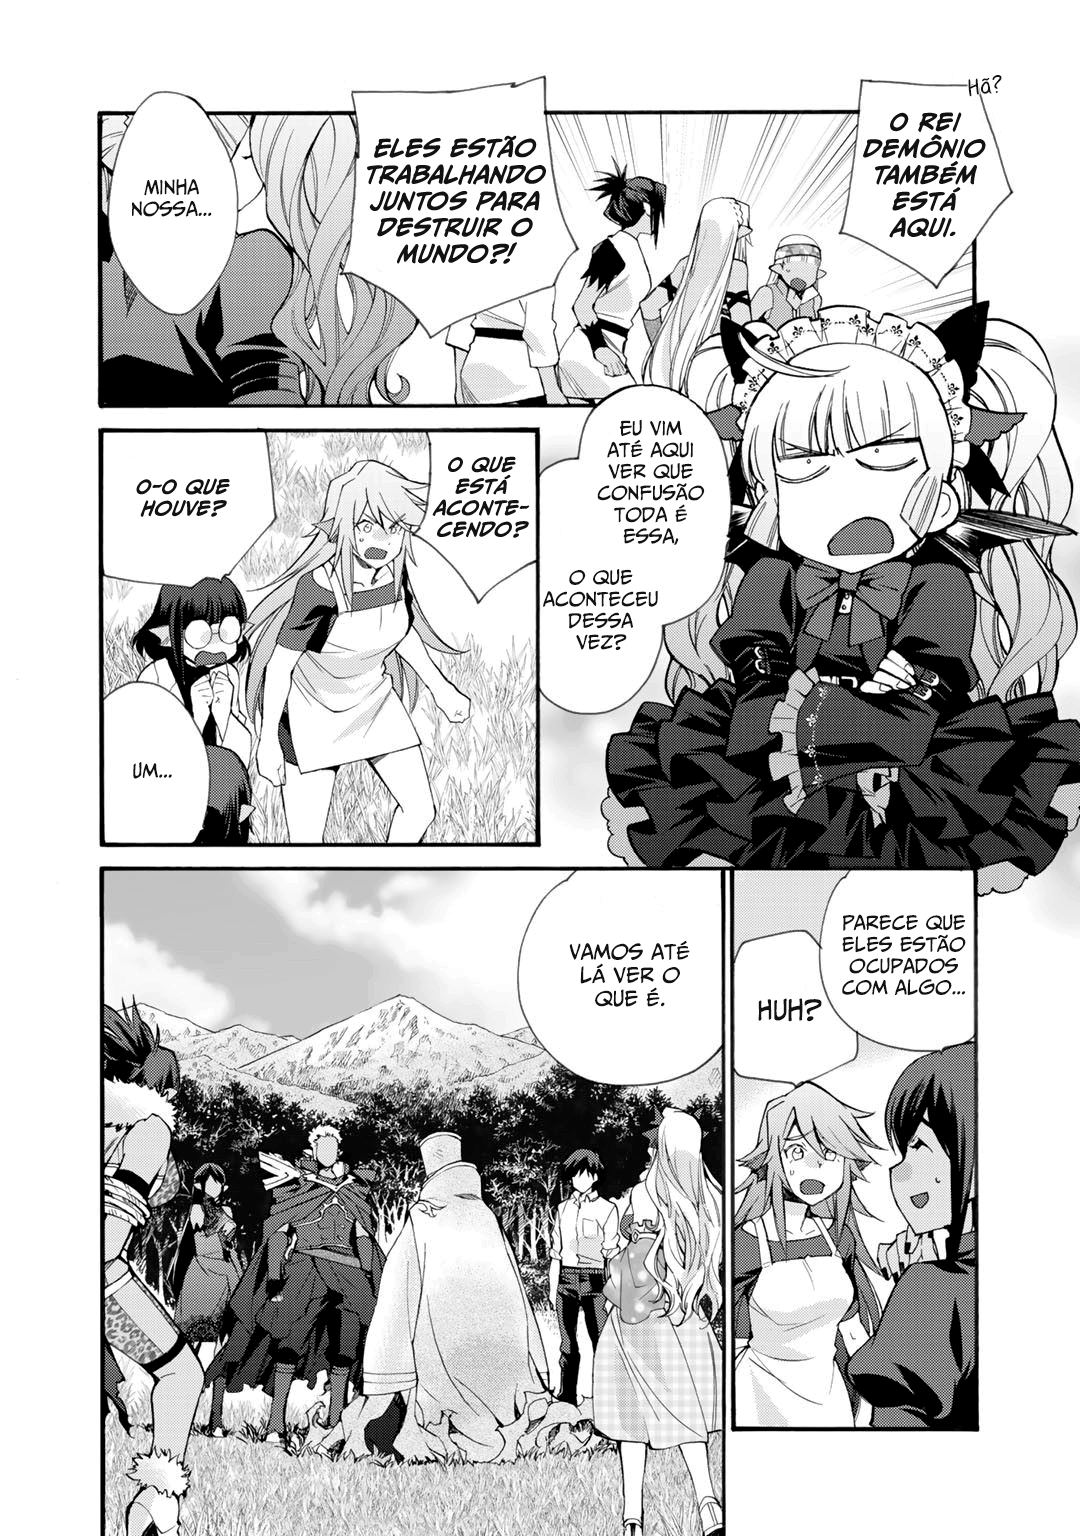 Hã?
O REI
DEMÔNIO
TAMBÉM
ESTÁ
AQUI.
ELES ESTÃO
TRABALHANDO
JUNTOS PARA
DESTRUIR O
MUNDO?!
MINHA
NOSSA...
EU VIM
ATÉ AQUI
VER QUE
CONFUSÃO
TODA É
ESSA,
O QUE
ACONTECEU
DESSA
VEZ?
O QUE
ESTÁ
ACONTE-
CENDO?
O-O QUE
HOUVE?
UM...
PARECE QUE
ELES ESTÃO
OCUPADOS
COM ALGO...
HUH?
VAMOS ATÉ
LÁ VER O
QUE É.